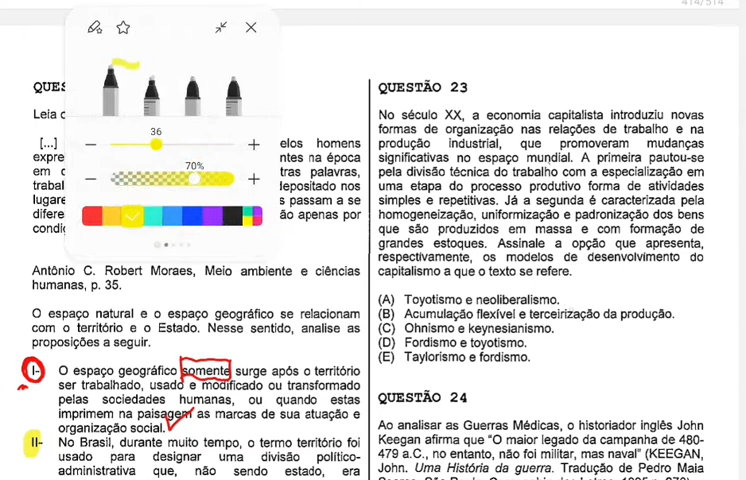 414/514
QUES
Leia
[...] elos homens
expre ntes na época
em tras palavras,
trabal depositado nos
lugare s passam a se
difere ão apenas por
condiç
36
70%
Antônio C. Robert Moraes, Meio ambiente e ciências
humanas, p. 35.
O espaço natural e o espaço geográfico se relacionam
com o território e o Estado. Nesse sentido, analise as
proposições a seguir.
I- O espaço geográfico somente surge após o território
ser trabalhado, usado e modificado ou transformado
pelas sociedades humanas, ou quando estas
imprimem na paisagem as marcas de sua atuação e
organização social.
II- No Brasil, durante muito tempo, o termo território foi
usado para designar uma divisão político-
administrativa que, não sendo estado, era
QUESTÃO 23
No século XX, a economia capitalista introduziu novas
formas de organização nas relações de trabalho e na
produção industrial, que promoveram mudanças
significativas no espaço mundial. A primeira pautou-se
pela divisão técnica do trabalho com a especialização em
uma etapa do processo produtivo forma de atividades
simples e repetitivas. Já a segunda é caracterizada pela
homogeneização, uniformização e padronização dos bens
que são produzidos em massa e com formação de
grandes estoques. Assinale a opção que apresenta,
respectivamente, os modelos de desenvolvimento do
capitalismo a que o texto se refere.
(A) Toyotismo e neoliberalismo.
(B) Acumulação flexível e terceirização da produção.
(C) Ohnismo e keynesianismo.
(D) Fordismo e toyotismo.
(E) Taylorismo e fordismo.
QUESTÃO 24
Ao analisar as Guerras Médicas, o historiador inglês John
Keegan afirma que "O maior legado da campanha de 480-
479 a.C., no entanto, não foi militar, mas naval" (KEEGAN,
John. Uma História da guerra. Tradução de Pedro Maia